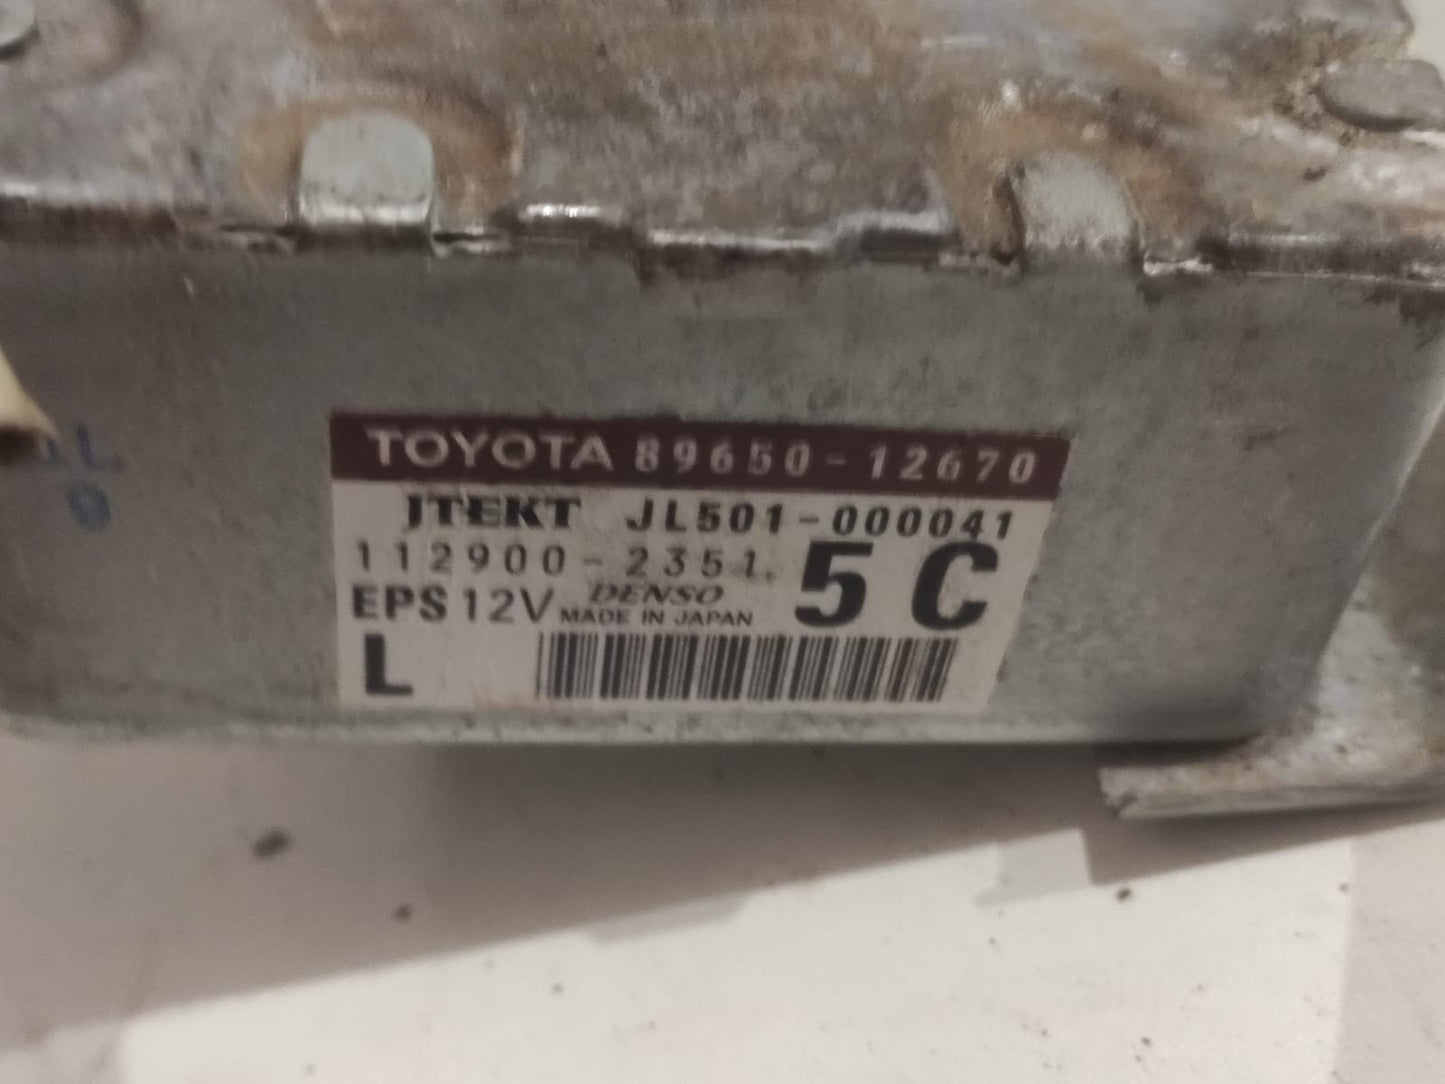 TOYOTA 89650-12670
JTEKT JL501-000041
112900-2351
5C
EPS 12V DENSO
MADE IN JAPAN
L